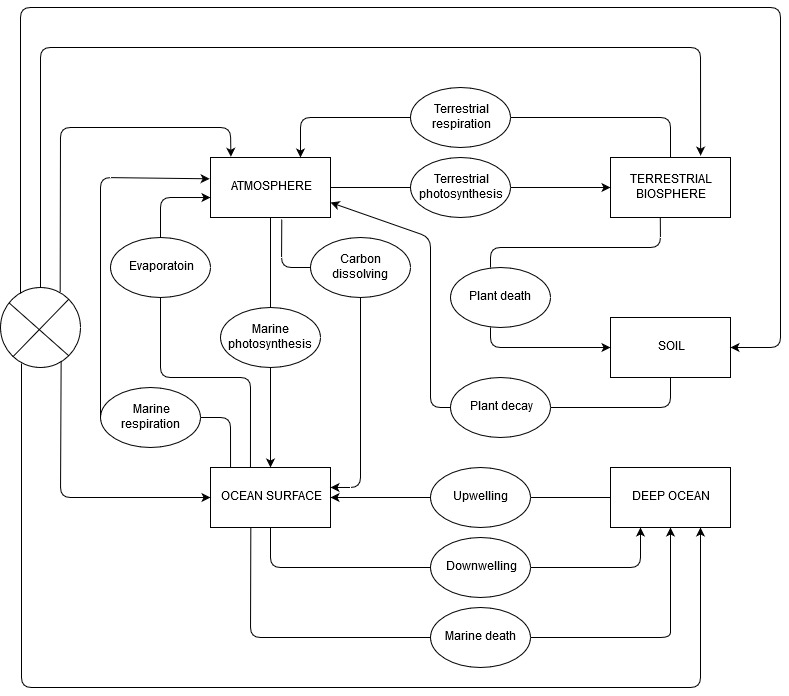 Terrestrial
respiration
ATMOSPHERE
Terrestrial
photosynthesis
TERRESTRIAL
BIOSPHERE
Evaporatoin
Carbon
dissolving
Plant death
Marine
photosynthesis
SOIL
Marine
respiration
Plant decay
OCEAN SURFACE
Upwelling
DEEP OCEAN
Downwelling
Marine death